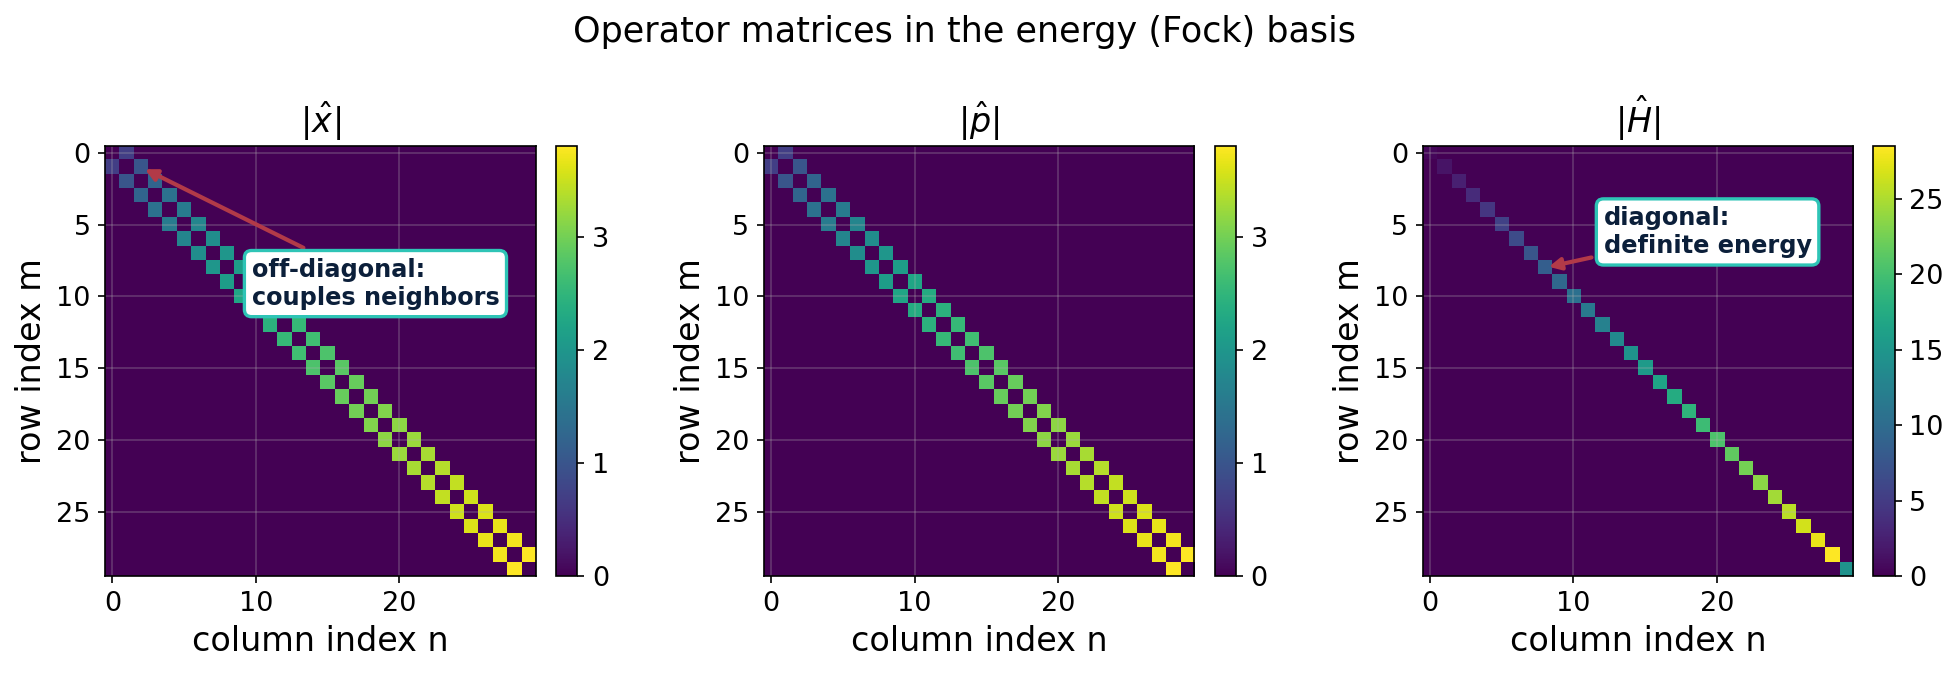 Operator matrices in the energy (Fock) basis
|x̂|
0
5
10
15
20
25
row index m
0
10
20
column index n
off-diagonal:
couples neighbors
3
2
1
0
|p̂|
0
5
10
15
20
25
row index m
0
10
20
column index n
3
2
1
0
|Ĥ|
0
5
10
15
20
25
row index m
0
10
20
column index n
diagonal:
definite energy
25
20
15
10
5
0